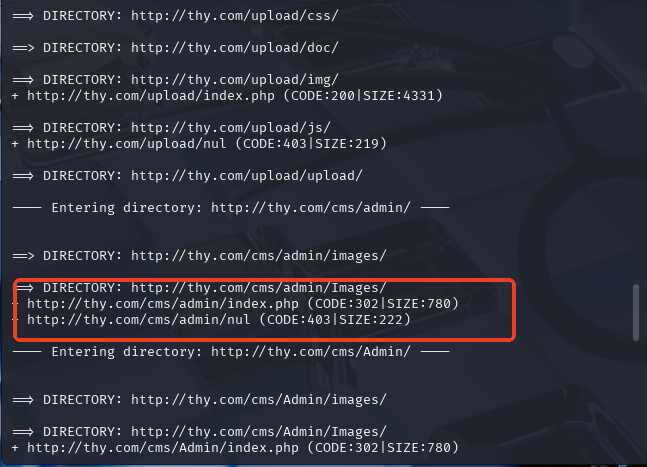 ==> DIRECTORY: http://thy.com/upload/css/
==> DIRECTORY: http://thy.com/upload/doc/
==> DIRECTORY: http://thy.com/upload/img/
+ http://thy.com/upload/index.php (CODE:200|SIZE:4331)
==> DIRECTORY: http://thy.com/upload/js/
+ http://thy.com/upload/nul (CODE:403|SIZE:219)
==> DIRECTORY: http://thy.com/upload/upload/
---- Entering directory: http://thy.com/cms/admin/ ----
==> DIRECTORY: http://thy.com/cms/admin/images/
==> DIRECTORY: http://thy.com/cms/admin/Images/
+ http://thy.com/cms/admin/index.php (CODE:302|SIZE:780)
+ http://thy.com/cms/admin/nul (CODE:403|SIZE:222)
---- Entering directory: http://thy.com/cms/Admin/ ----
==> DIRECTORY: http://thy.com/cms/Admin/images/
==> DIRECTORY: http://thy.com/cms/Admin/Images/
+ http://thy.com/cms/Admin/index.php (CODE:302|SIZE:780)